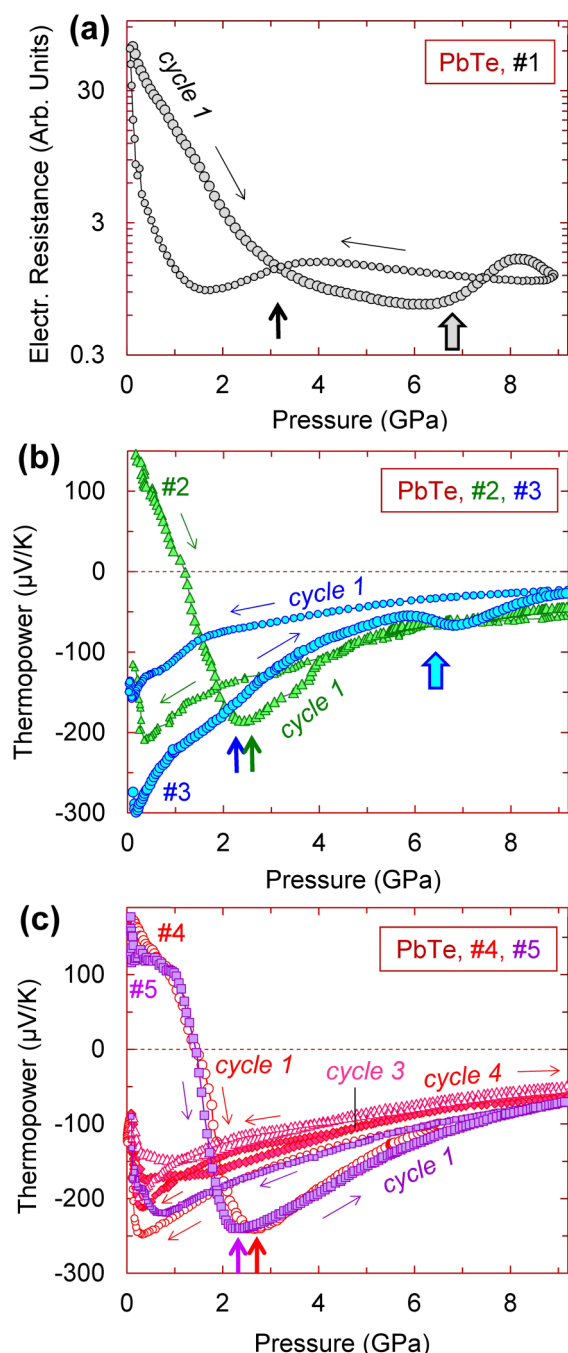 (a)
PbTe, #1
cycle 1
Electr. Resistance (Arb. Units)
30
3
0.3
0 2 4 6 8
Pressure (GPa)
(b)
PbTe, #2, #3
#2
cycle 1
cycle 1
#3
Thermopower (µV/K)
100
0
-100
-200
-300
0 2 4 6 8
Pressure (GPa)
(c)
PbTe, #4, #5
#4
#5
cycle 1
cycle 3
cycle 4
cycle 1
Thermopower (µV/K)
100
0
-100
-200
-300
0 2 4 6 8
Pressure (GPa)